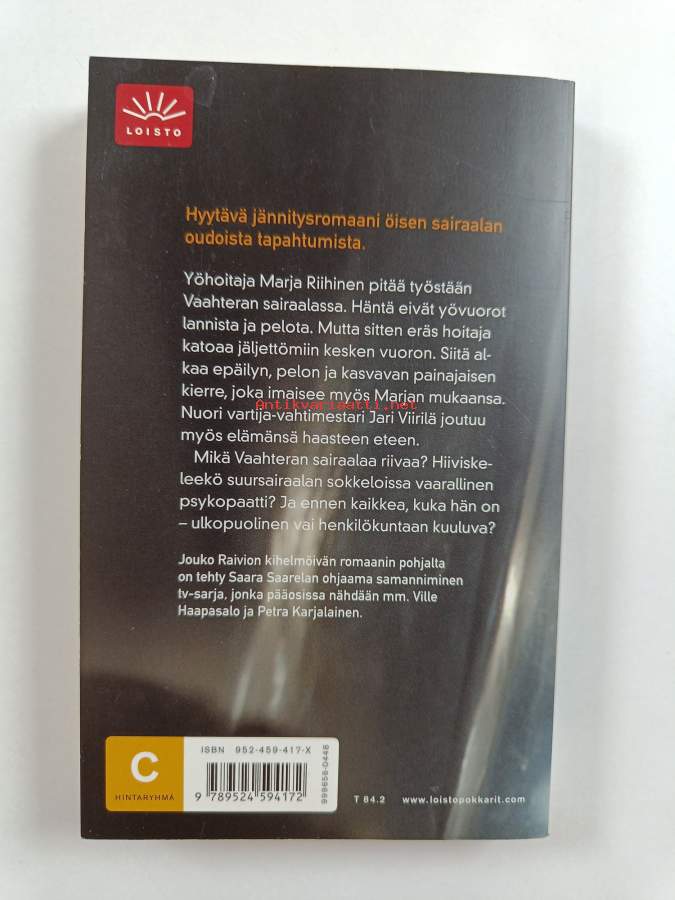 LOISTO
Hyytävä jännitysromaani öisen sairaalan
oudoista tapahtumista.
Yöhoitaja Marja Riihinen pitää työstään
Vaahteran sairaalassa. Häntä eivät yövuorot
lannista ja pelota. Mutta sitten eräs hoitaja
katoaa jäljettömiin kesken vuoron. Siitä al-
kaa epäilyn, pelon ja kasvavan painajaisen
kierre, joka imaisee myös Marjan mukaansa.
Antikvariaatti.net
Nuori vartija-vahtimestari Jari Viirilä joutuu
myös elämänsä haasteen eteen.
Mikä Vaahteran sairaalaa riivaa? Hiiviske-
leekö suursairaalan sokkeloissa vaarallinen
psykopaatti? Ja ennen kaikkea, kuka hän on
– ulkopuolinen vai henkilökuntaan kuuluva?
Jouko Raivion kihelmöivän romaanin pohjalta
on tehty Saara Saarelan ohjaama samanniminen
tv-sarja, jonka pääosissa nähdään mm. Ville
Haapasalo ja Petra Karjalainen.
C
HINTARYHMÄ
ISBN 952-459-417-X
9 789524 594172
999656-0448
T 84.2 www.loistopokkarit.com